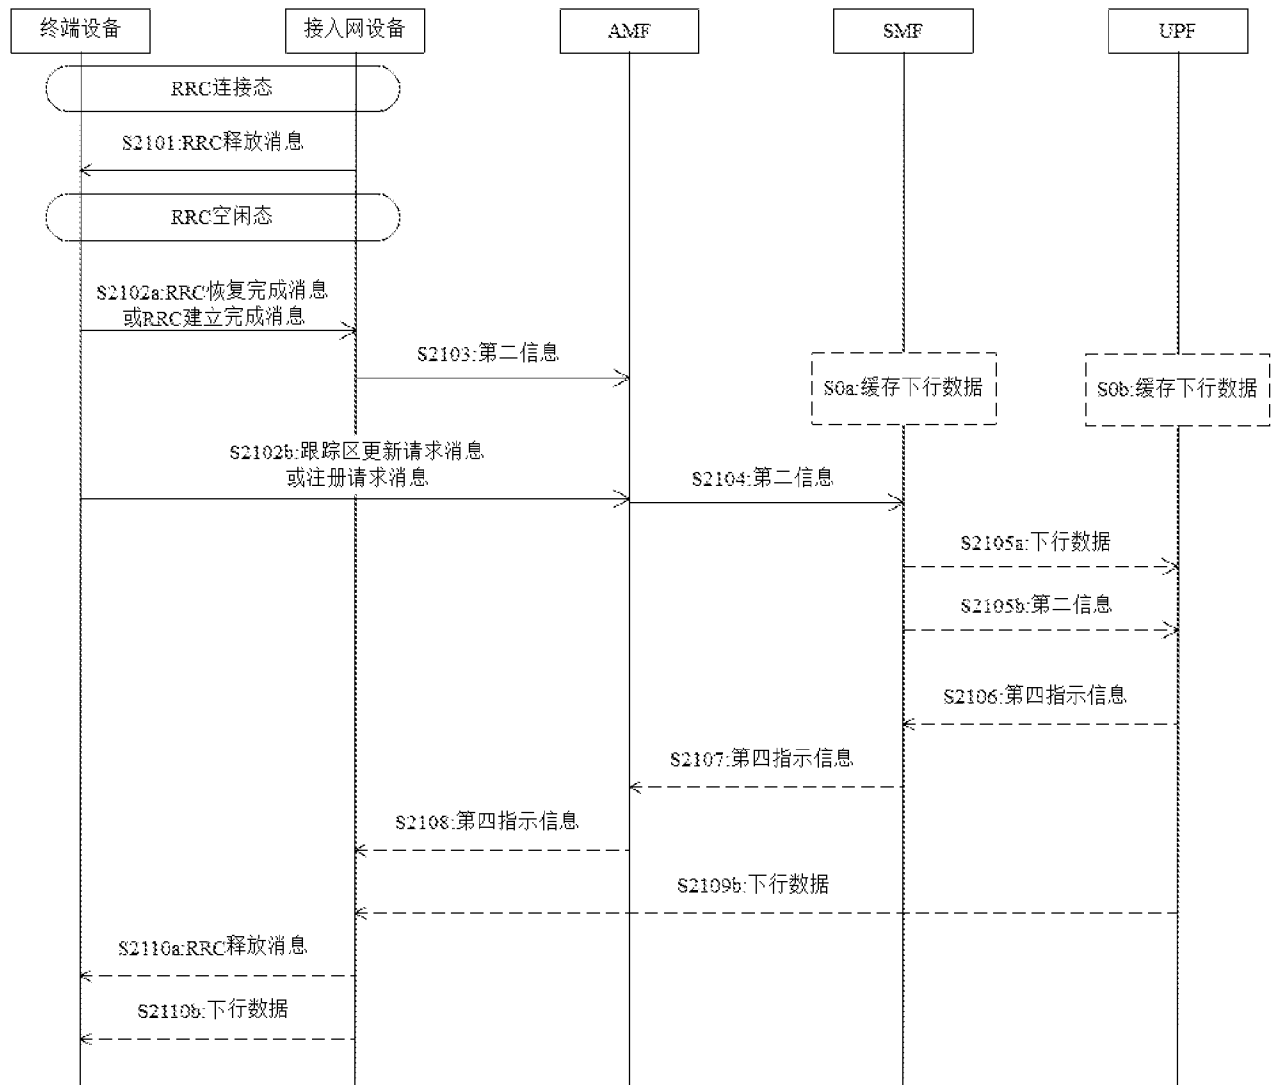 终端设备
接入网设备
AMF
SMF
UPF
RRC连接态
S2101:RRC释放消息
RRC空闲态
S2102a:RRC恢复完成消息
或RRC建立完成消息
S2103:第二信息
S0a:缓存下行数据
S0b:缓存下行数据
S2102b:跟踪区更新请求消息
或注册请求消息
S2104:第二信息
S2105a:下行数据
S2105b:第二信息
S2106:第四指示信息
S2107:第四指示信息
S2108:第四指示信息
S2109b:下行数据
S2110a:RRC释放消息
S2110b:下行数据